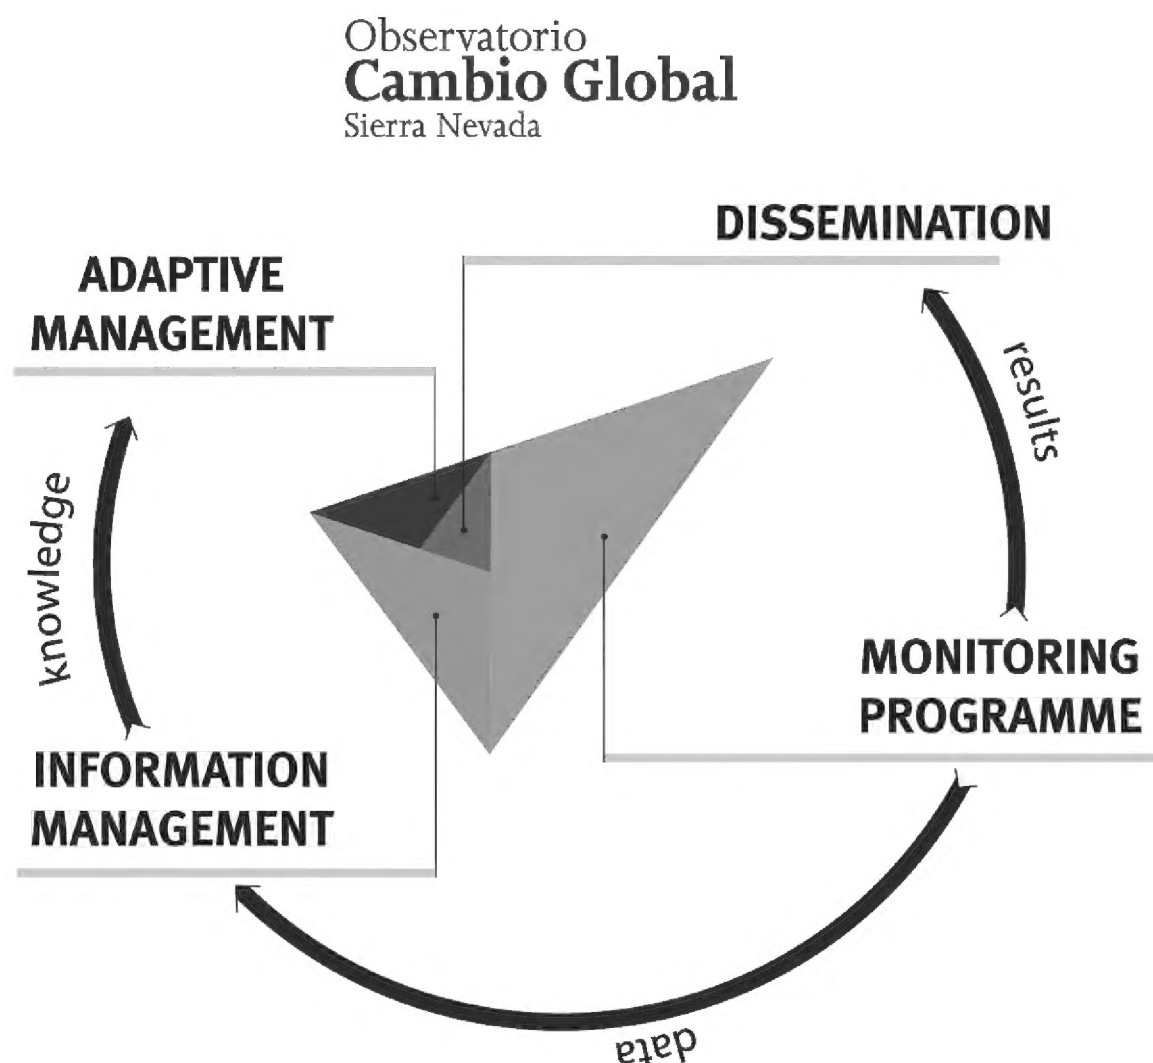 Observatorio
Cambio Global
Sierra Nevada
DISSEMINATION
ADAPTIVE
MANAGEMENT
results
knowledge
MONITORING
PROGRAMME
INFORMATION
MANAGEMENT
data